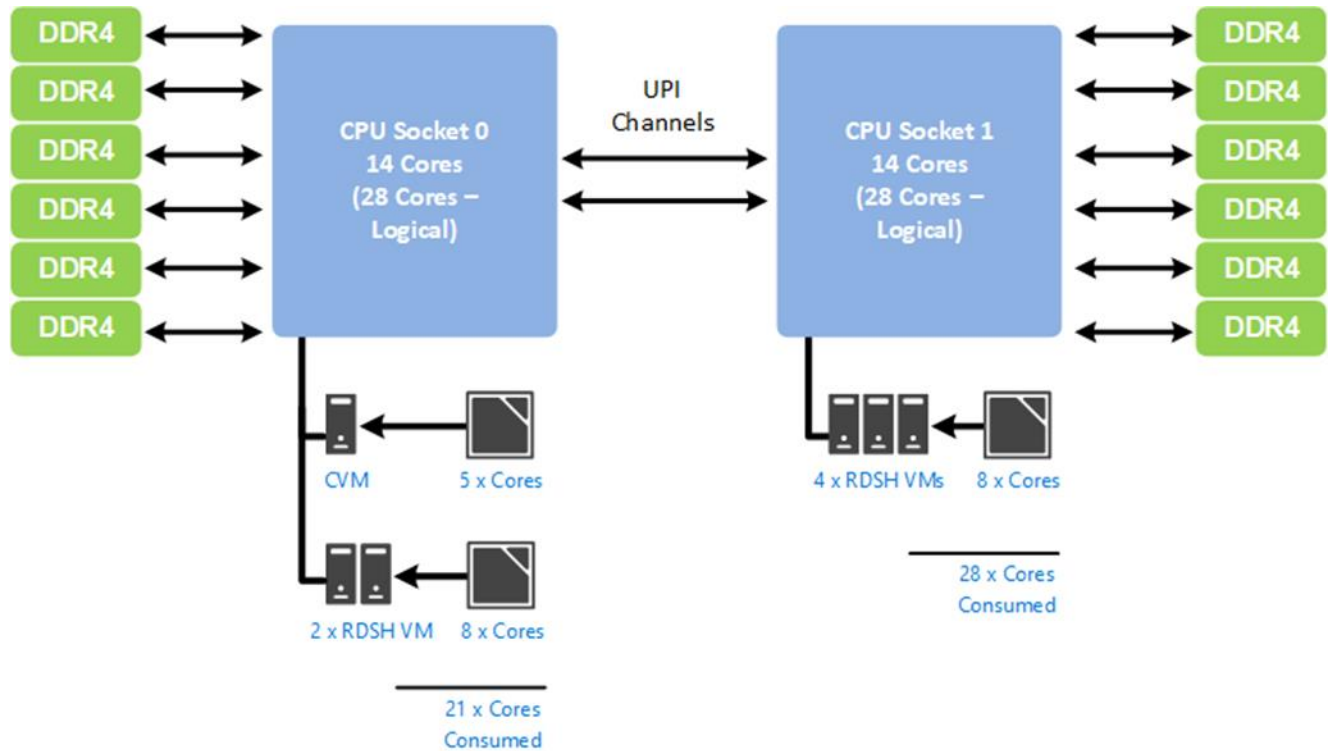 DDR4
DDR4
DDR4
DDR4
DDR4
DDR4
CPU Socket 0
14 Cores
(28 Cores –
Logical)
UPI
Channels
CPU Socket 1
14 Cores
(28 Cores –
Logical)
DDR4
DDR4
DDR4
DDR4
DDR4
DDR4
CVM
5 x Cores
2 x RDSH VM
8 x Cores
21 x Cores
Consumed
4 x RDSH VMs
8 x Cores
28 x Cores
Consumed